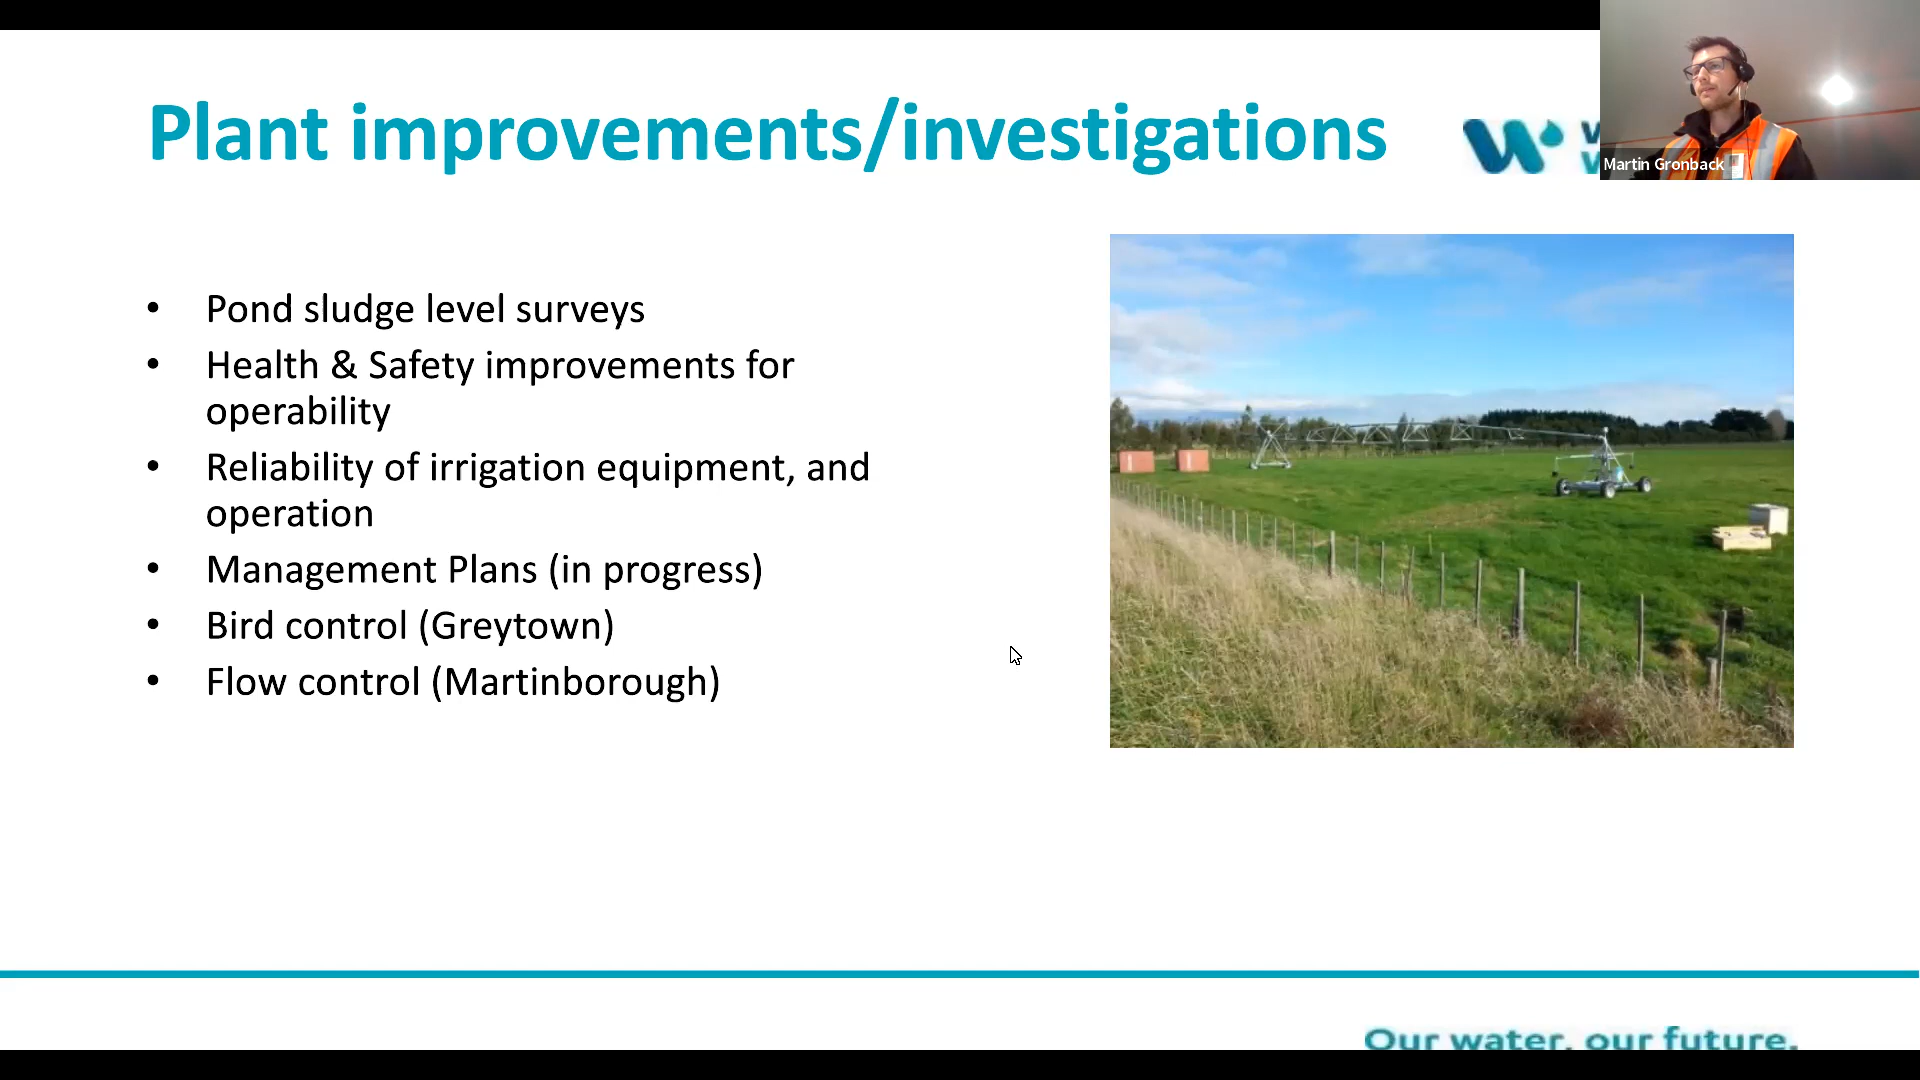 Plant improvements/investigations
Martin Gronback
• Pond sludge level surveys
• Health & Safety improvements for
operability
• Reliability of irrigation equipment, and
operation
• Management Plans (in progress)
• Bird control (Greytown)
• Flow control (Martinborough)
Our water, our future.